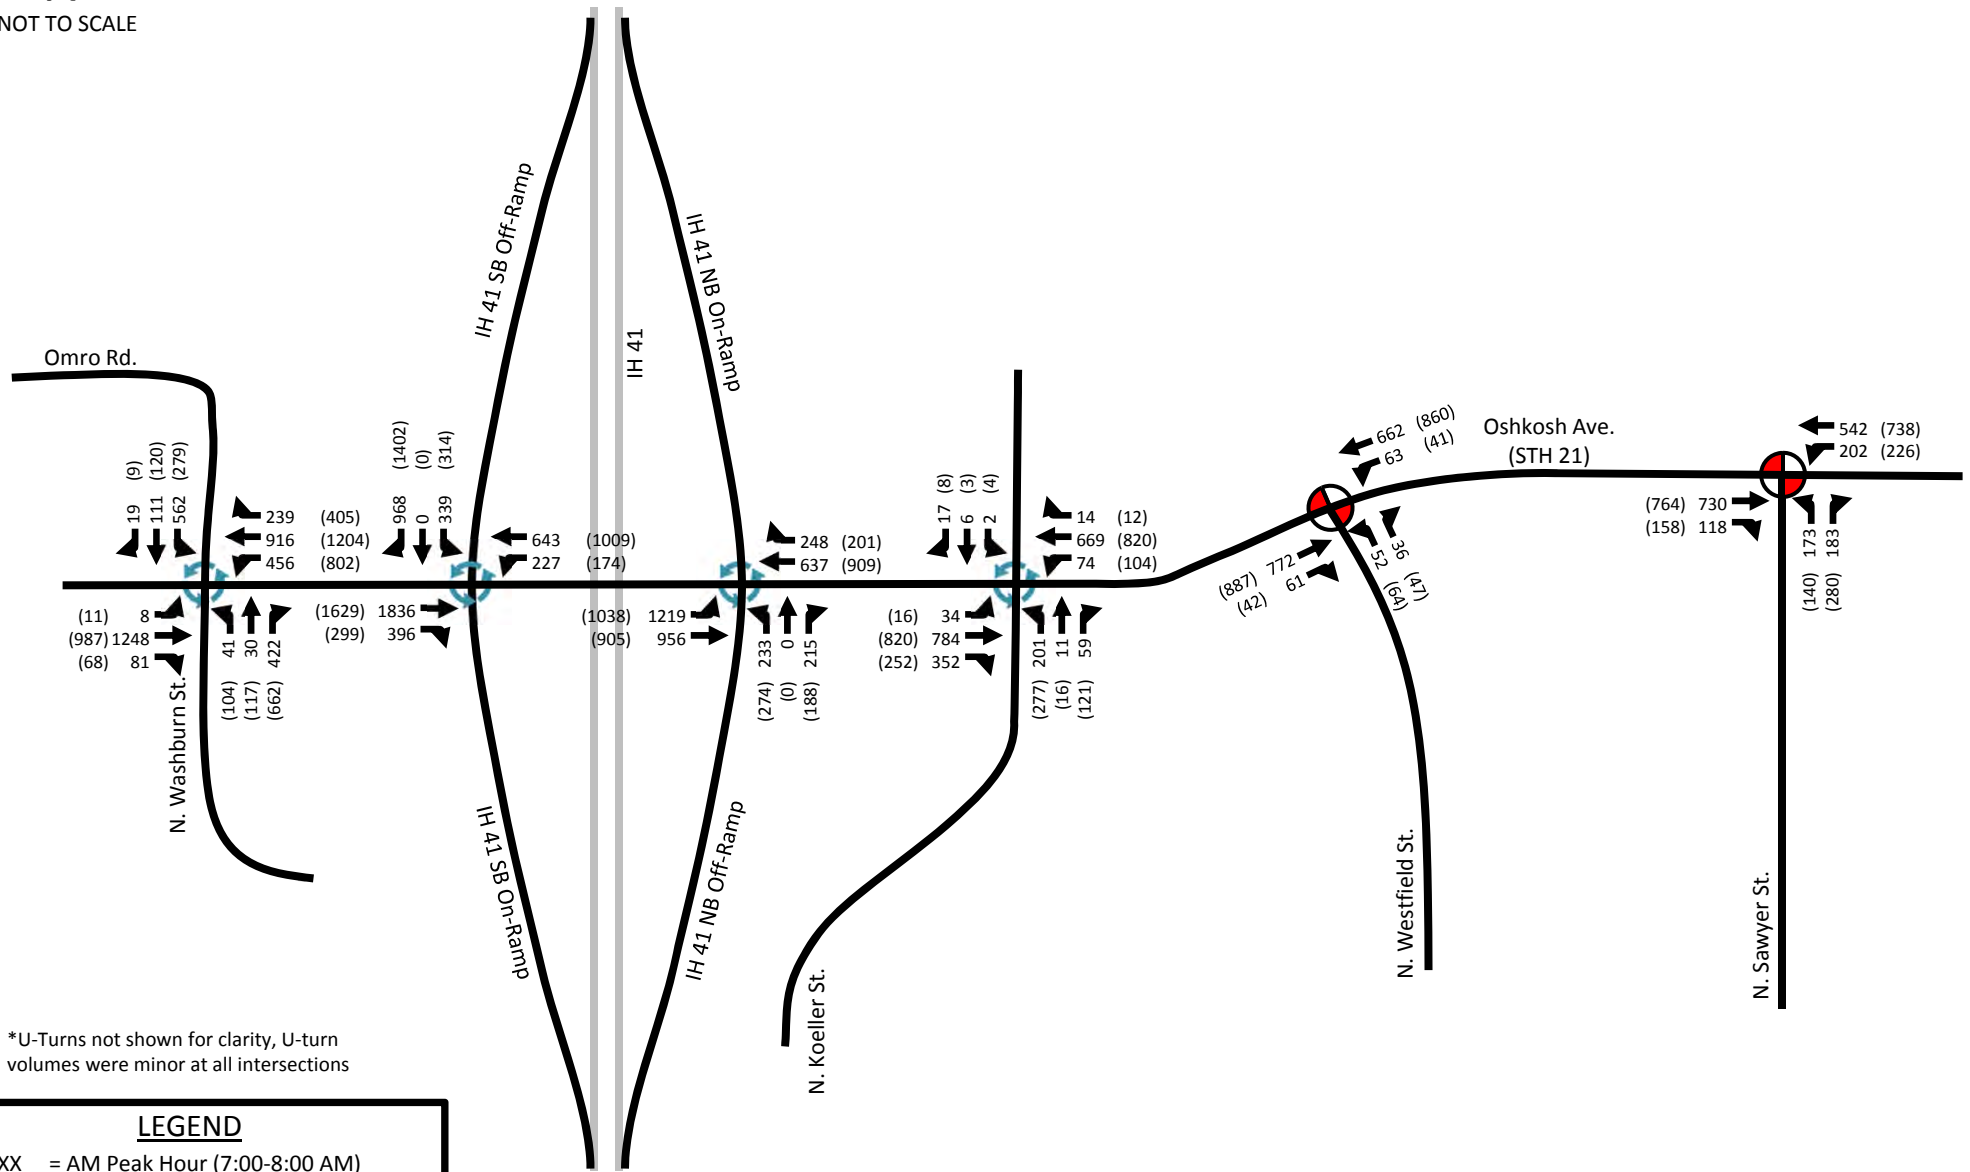 NOT TO SCALE
IH 41 SB Off-Ramp
IH 41 NB On-Ramp
IH 41
Omro Rd.
19 (9)
111 (120)
562 (279)
239 (405)
916 (1204)
456 (802)
(11) 8
(987) 1248
(68) 81
41 (104)
30 (117)
422 (662)
N. Washburn St.
968 (1402)
0 (0)
339 (314)
643 (1009)
227 (174)
(1629) 1836
(299) 396
IH 41 SB On-Ramp
248 (201)
637 (909)
(1038) 1219
(905) 956
(274) 233
(0) 0
(188) 215
IH 41 NB Off-Ramp
17 (8)
6 (3)
2 (4)
14 (12)
669 (820)
74 (104)
(16) 34
(820) 784
(252) 352
(277) 201
(16) 11
(121) 59
N. Koeller St.
662 (860)
63 (41)
(887) 772
(42) 61
52 (64)
36 (47)
N. Westfield St.
Oshkosh Ave.
(STH 21)
542 (738)
202 (226)
(764) 730
(158) 118
(140) 173
(280) 183
N. Sawyer St.
*U-Turns not shown for clarity, U-turn
volumes were minor at all intersections
LEGEND
XX = AM Peak Hour (7:00-8:00 AM)